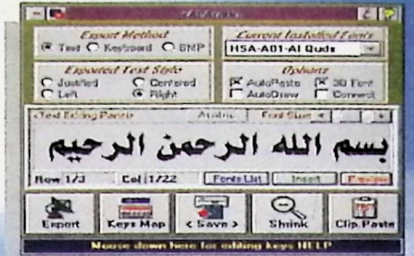 Export Method
Current Installed Fonts
Text Keyboard BMP
HSA-A01-Al Quds
Exported Text Style
Options
Justified Centered
AutoPaste 3D Font
Left Right
AutoDraw Connect
Text Editing Panel Arabic Font Size
بسم الله الرحمن الرحيم
Row 1/3 Col 1/22 Fonts List Insert Preview
Export Keys Map < Save > Shrink Clip.Paste
Mouse down here for editing keys HELP